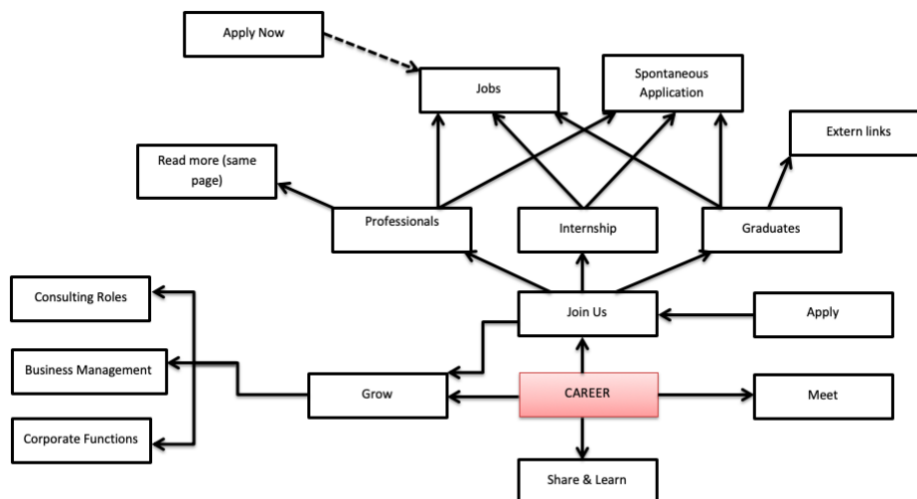 Apply Now
Jobs
Spontaneous
Application
Extern links
Read more (same
page)
Professionals
Internship
Graduates
Consulting Roles
Join Us
Apply
Business Management
Grow
CAREER
Meet
Corporate Functions
Share & Learn